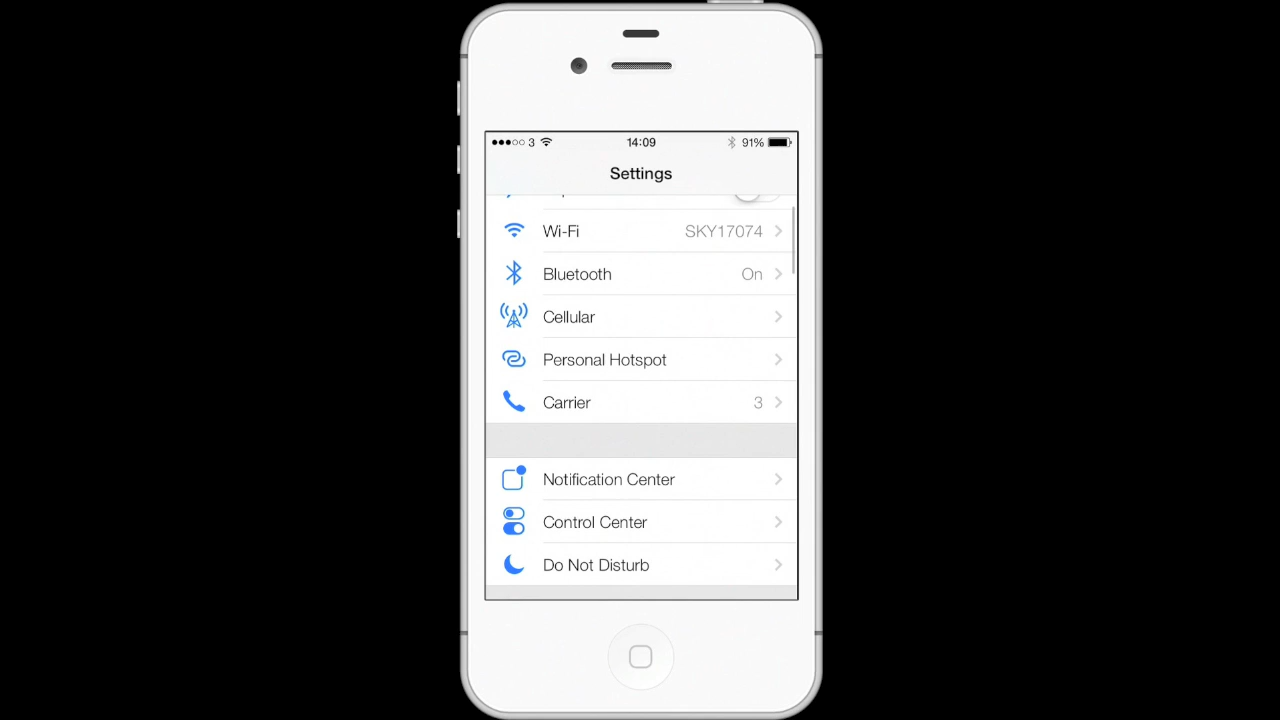 3 14:09 91%
Settings
Wi-Fi SKY17074
Bluetooth On
Cellular
Personal Hotspot
Carrier 3
Notification Center
Control Center
Do Not Disturb